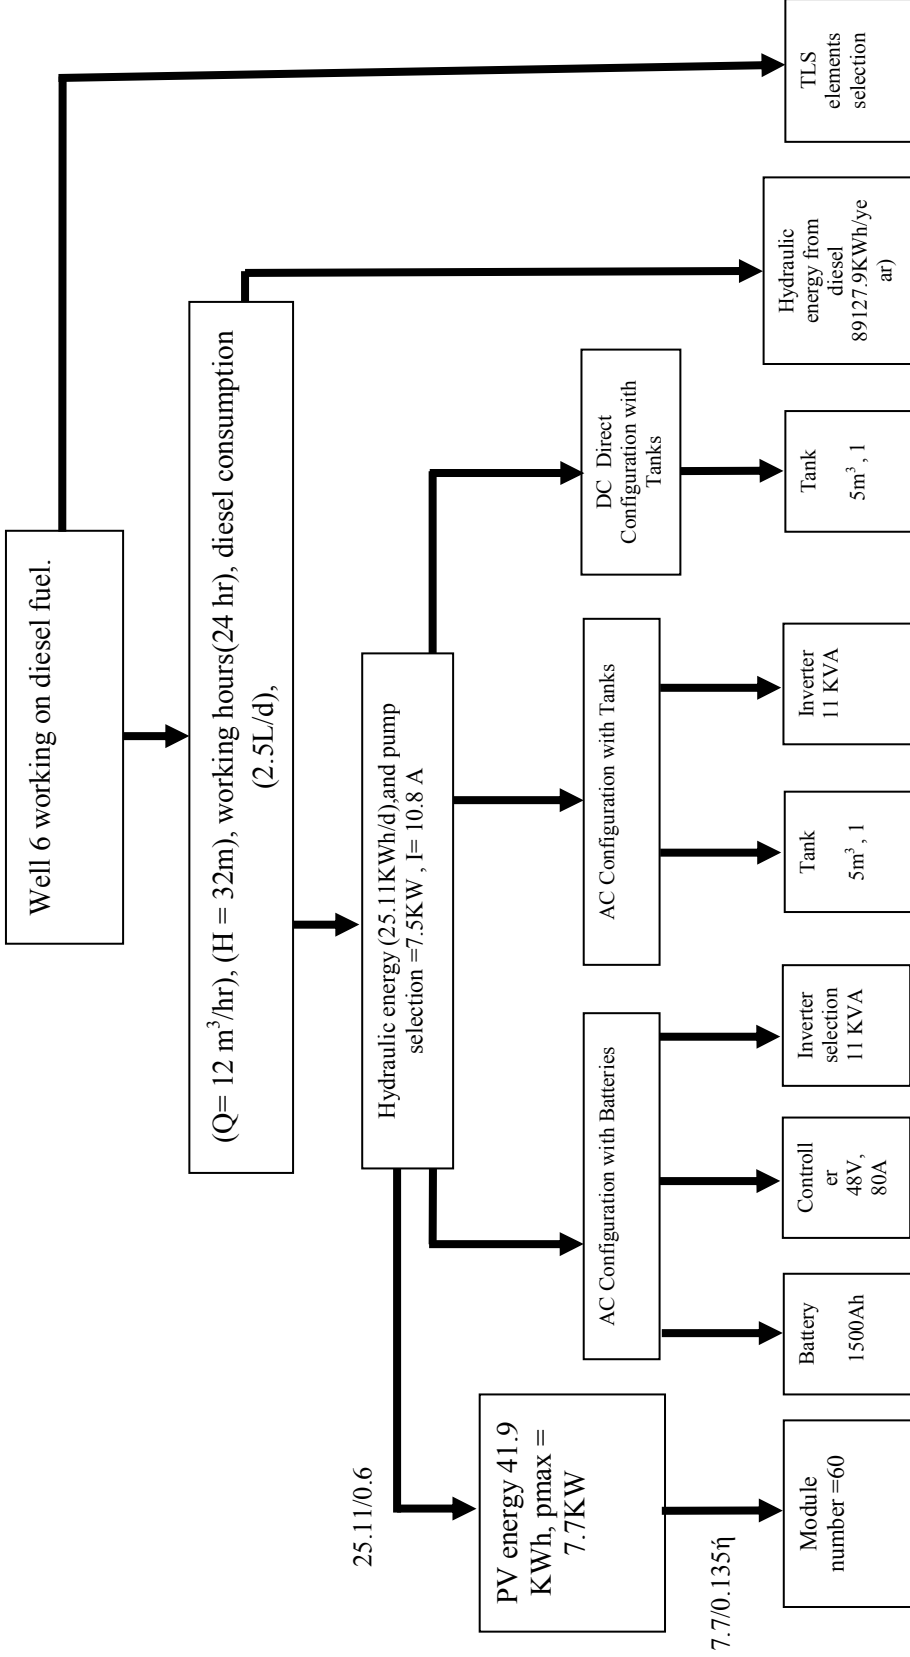 Well 6 working on diesel fuel.
(Q= 12 m³/hr), (H = 32m), working hours(24 hr), diesel consumption
(2.5L/d),
Hydraulic energy (25.11KWh/d),and pump
selection =7.5KW , I= 10.8 A
25.11/0.6
PV energy 41.9
KWh, pmax =
7.7KW
AC Configuration with Batteries
AC Configuration with Tanks
DC Direct
Configuration with
Tanks
7.7/0.135ή
Module
number =60
Battery
1500Ah
Controll
er
48V,
80A
Inverter
selection
11 KVA
Tank
5m³ , 1
Inverter
11 KVA
Tank
5m³ , 1
Hydraulic
energy from
diesel
89127.9KWh/ye
ar)
TLS
elements
selection